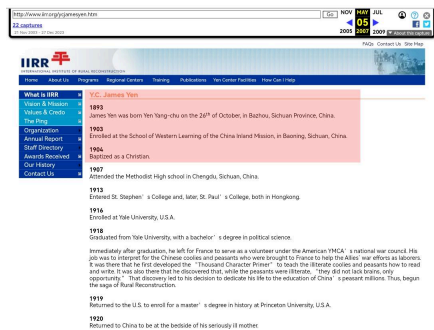 http://www.iirr.org/ycjamesyen.htm
Go
NOV MAY JUL
22 captures
05
27 Nov 2003 - 27 Dec 2023
2005 2007 2009
About this capture
FAQs Contact Us Site Map
IIRR
INTERNATIONAL INSTITUTE OF RURAL RECONSTRUCTION
Home About Us Programs Regional Centers Training Publications Yen Center Facilities How Can I Help
What is IIRR
Vision & Mission
Values & Credo
The Ping
Organization
Annual Report
Staff Directory
Awards Received
Our History
Contact Us
Y.C. James Yen
1893
James Yen was born Yen Yang-chu on the 26th of October, in Bazhou, Sichuan Province, China.
1903
Enrolled at the School of Western Learning of the China Inland Mission, in Baoning, Sichuan, China.
1904
Baptized as a Christian.
1907
Attended the Methodist High school in Chengdu, Sichuan, China.
1913
Entered St. Stephen's College and, later, St. Paul's College, both in Hongkong.
1916
Enrolled at Yale University, U.S.A.
1918
Graduated from Yale University, with a bachelor's degree in political science.
Immediately after graduation, he left for France to serve as a volunteer under the American YMCA's national war council. His
job was to interpret for the Chinese coolies and peasants who were brought to France to help the Allies' war efforts as laborers.
It was there that he first developed the "Thousand Character Primer" to teach the illiterate coolies and peasants how to read
and write. It was also there that he discovered that, while the peasants were illiterate, "they did not lack brains, only
opportunity." That discovery led to his decision to dedicate his life to the education of China's peasant millions. Thus, begun
the saga of Rural Reconstruction.
1919
Returned to the U.S. to enroll for a master's degree in history at Princeton University, U.S.A.
1920
Returned to China to be at the bedside of his seriously ill mother.